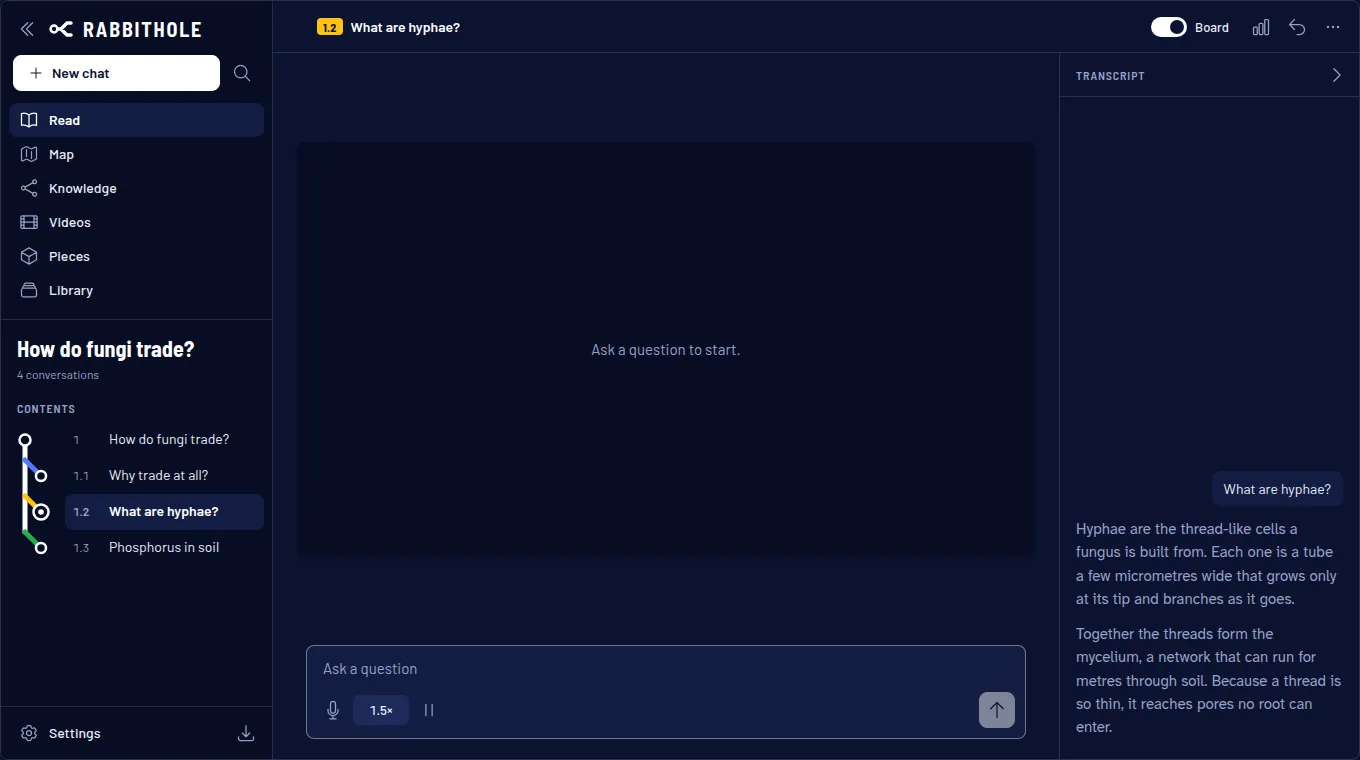 RABBITHOLE
New chat
Read
Map
Knowledge
Videos
Pieces
Library
How do fungi trade?
4 conversations
CONTENTS
1 How do fungi trade?
1.1 Why trade at all?
1.2 What are hyphae?
1.3 Phosphorus in soil
Settings
1.2 What are hyphae?
Board
Ask a question to start.
Ask a question
1.5×
TRANSCRIPT
What are hyphae?
Hyphae are the thread-like cells a
fungus is built from. Each one is a tube
a few micrometres wide that grows only
at its tip and branches as it goes.
Together the threads form the
mycelium, a network that can run for
metres through soil. Because a thread is
so thin, it reaches pores no root can
enter.